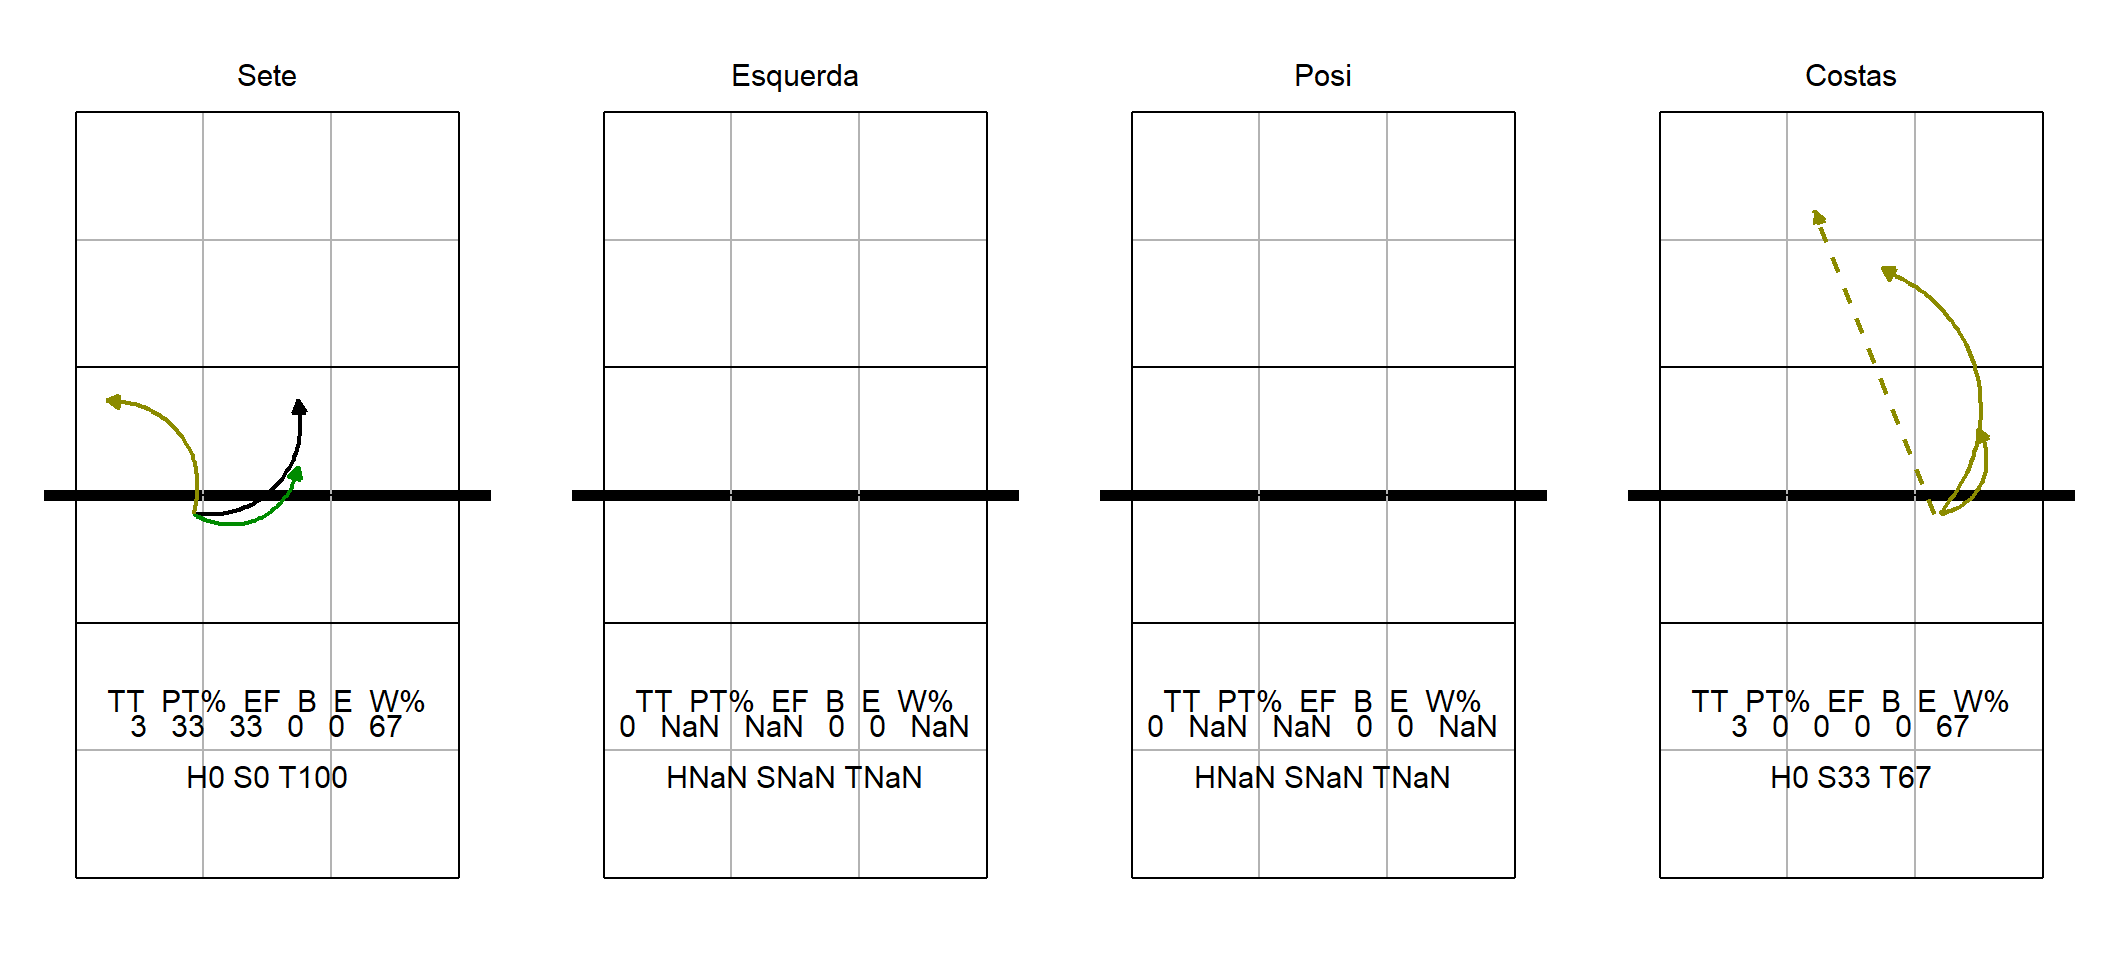 Sete
TT PT% EF B E W%
3 33 33 0 0 67
H0 S0 T100
Esquerda
TT PT% EF B E W%
0 NaN NaN 0 0 NaN
HNaN SNaN TNaN
Posi
TT PT% EF B E W%
0 NaN NaN 0 0 NaN
HNaN SNaN TNaN
Costas
TT PT% EF B E W%
3 0 0 0 0 67
H0 S33 T67